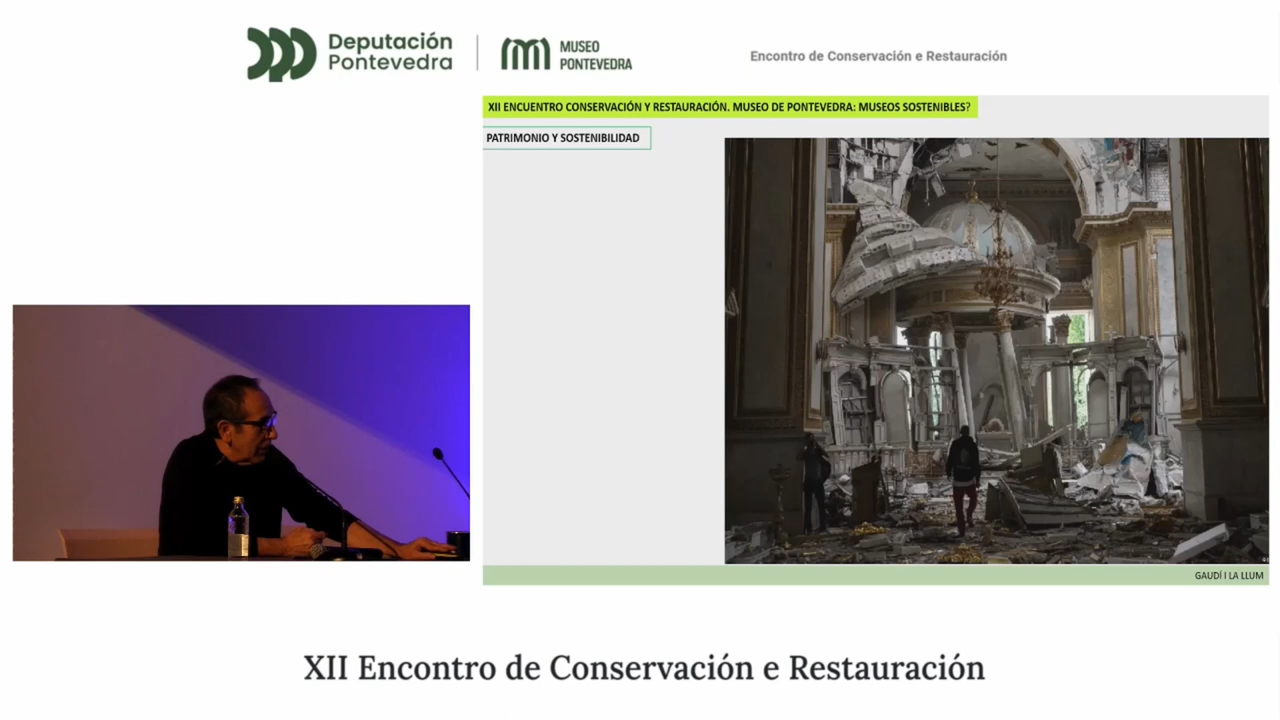 Deputación
Pontevedra
MUSEO
PONTEVEDRA
Encontro de Conservación e Restauración
XII ENCUENTRO CONSERVACIÓN Y RESTAURACIÓN. MUSEO DE PONTEVEDRA: MUSEOS SOSTENIBLES?
PATRIMONIO Y SOSTENIBILIDAD
GAUDÍ I LA LLUM
XII Encontro de Conservación e Restauración